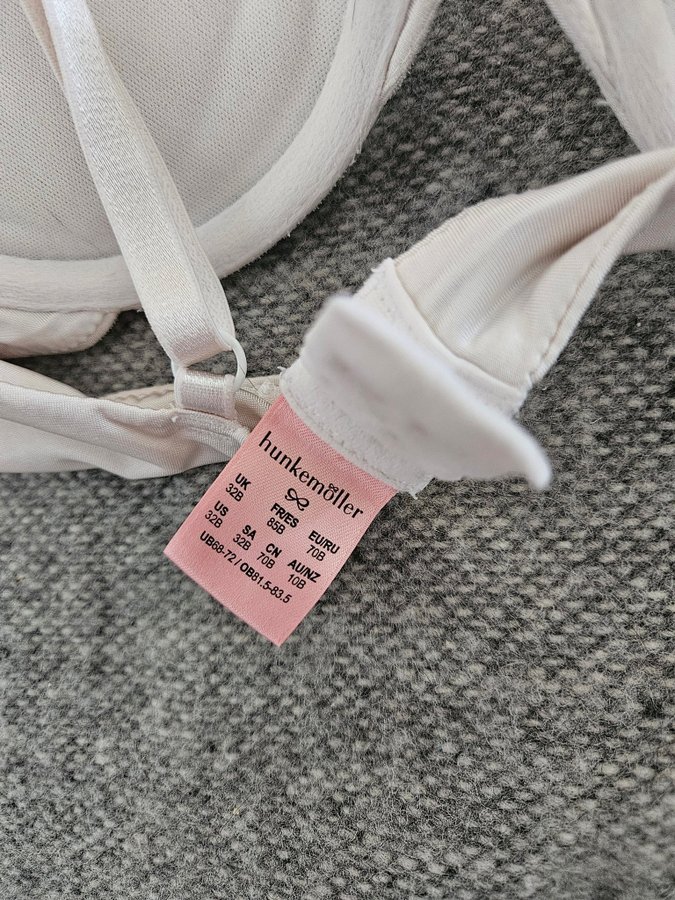 hunkemöller
UK FR/ES EU/RU
32B 85B 70B
US SA CN AU/NZ
32B 32B 70B 10B
UB68-72 / OB81.5-83.5